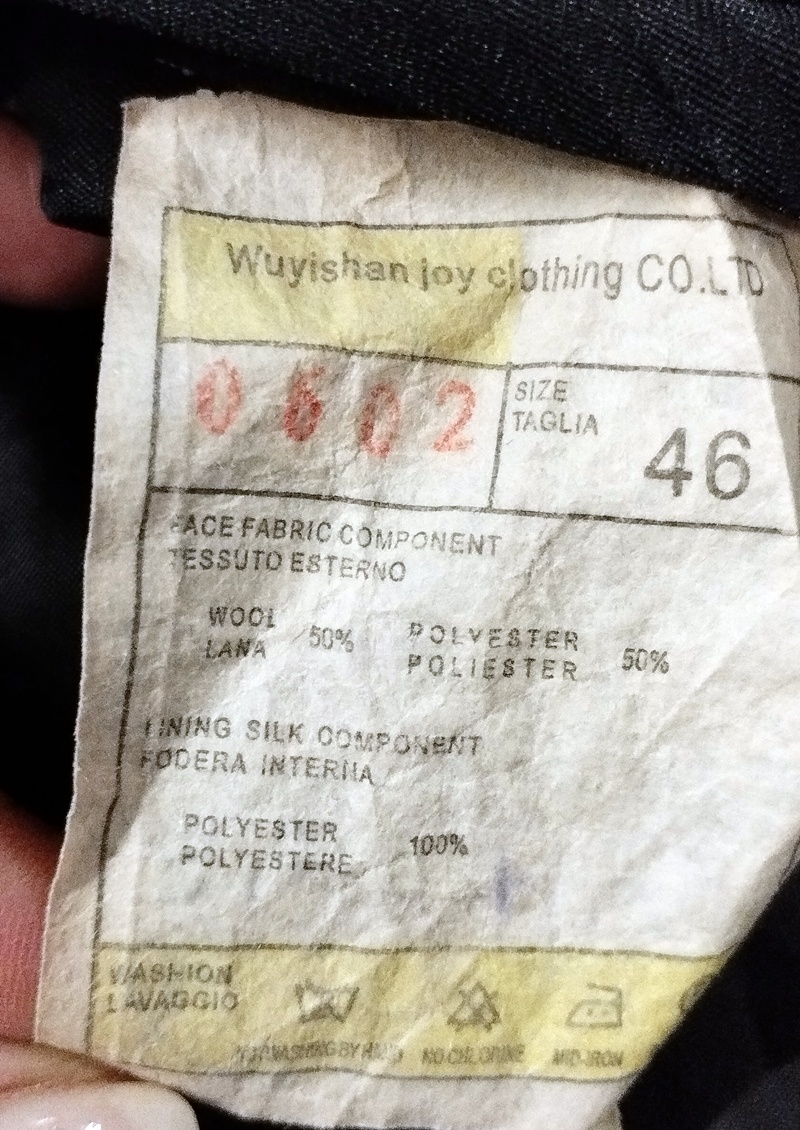 Wuyishan joy clothing CO.LTD
0602
SIZE
TAGLIA
46
FACE FABRIC COMPONENT
TESSUTO ESTERNO
WOOL
LANA
50%
POLYESTER
POLIESTER
50%
LINING SILK COMPONENT
FODERA INTERNA
POLYESTER
POLYESTERE
100%
WASHION
LAVAGGIO
NO CHLORINE
MID-IRON